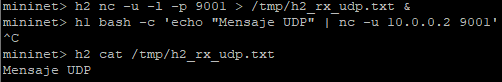 mininet> h2 nc -u -l -p 9001 > /tmp/h2_rx_udp.txt &
mininet> h1 bash -c 'echo "Mensaje UDP" | nc -u 10.0.0.2 9001'
^C
mininet> h2 cat /tmp/h2_rx_udp.txt
Mensaje UDP